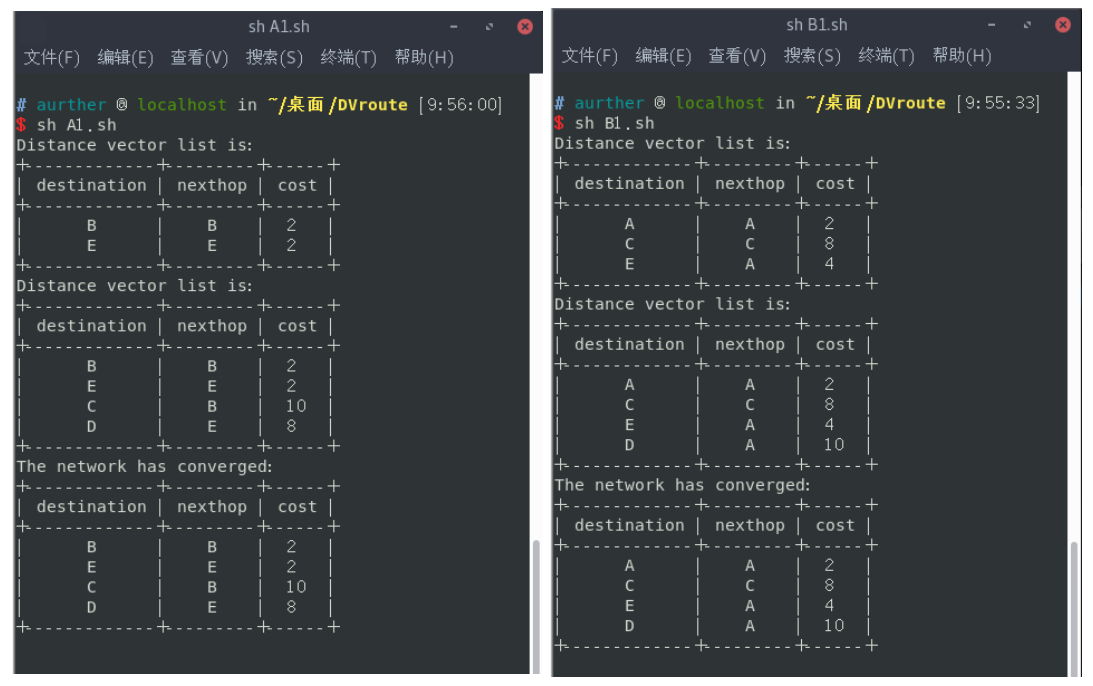 sh A1.sh
文件(F) 编辑(E) 查看(V) 搜索(S) 终端(T) 帮助(H)
# aurther @ localhost in ~/桌面/DVroute [9:56:00]
$ sh A1.sh
Distance vector list is:
+-------------+---------+------+
| destination | nexthop | cost |
+-------------+---------+------+
| B | B | 2 |
| E | E | 2 |
+-------------+---------+------+
Distance vector list is:
+-------------+---------+------+
| destination | nexthop | cost |
+-------------+---------+------+
| B | B | 2 |
| E | E | 2 |
| C | B | 10 |
| D | E | 8 |
+-------------+---------+------+
The network has converged:
+-------------+---------+------+
| destination | nexthop | cost |
+-------------+---------+------+
| B | B | 2 |
| E | E | 2 |
| C | B | 10 |
| D | E | 8 |
+-------------+---------+------+
sh B1.sh
文件(F) 编辑(E) 查看(V) 搜索(S) 终端(T) 帮助(H)
# aurther @ localhost in ~/桌面/DVroute [9:55:33]
$ sh B1.sh
Distance vector list is:
+-------------+---------+------+
| destination | nexthop | cost |
+-------------+---------+------+
| A | A | 2 |
| C | C | 8 |
| E | A | 4 |
+-------------+---------+------+
Distance vector list is:
+-------------+---------+------+
| destination | nexthop | cost |
+-------------+---------+------+
| A | A | 2 |
| C | C | 8 |
| E | A | 4 |
| D | A | 10 |
+-------------+---------+------+
The network has converged:
+-------------+---------+------+
| destination | nexthop | cost |
+-------------+---------+------+
| A | A | 2 |
| C | C | 8 |
| E | A | 4 |
| D | A | 10 |
+-------------+---------+------+